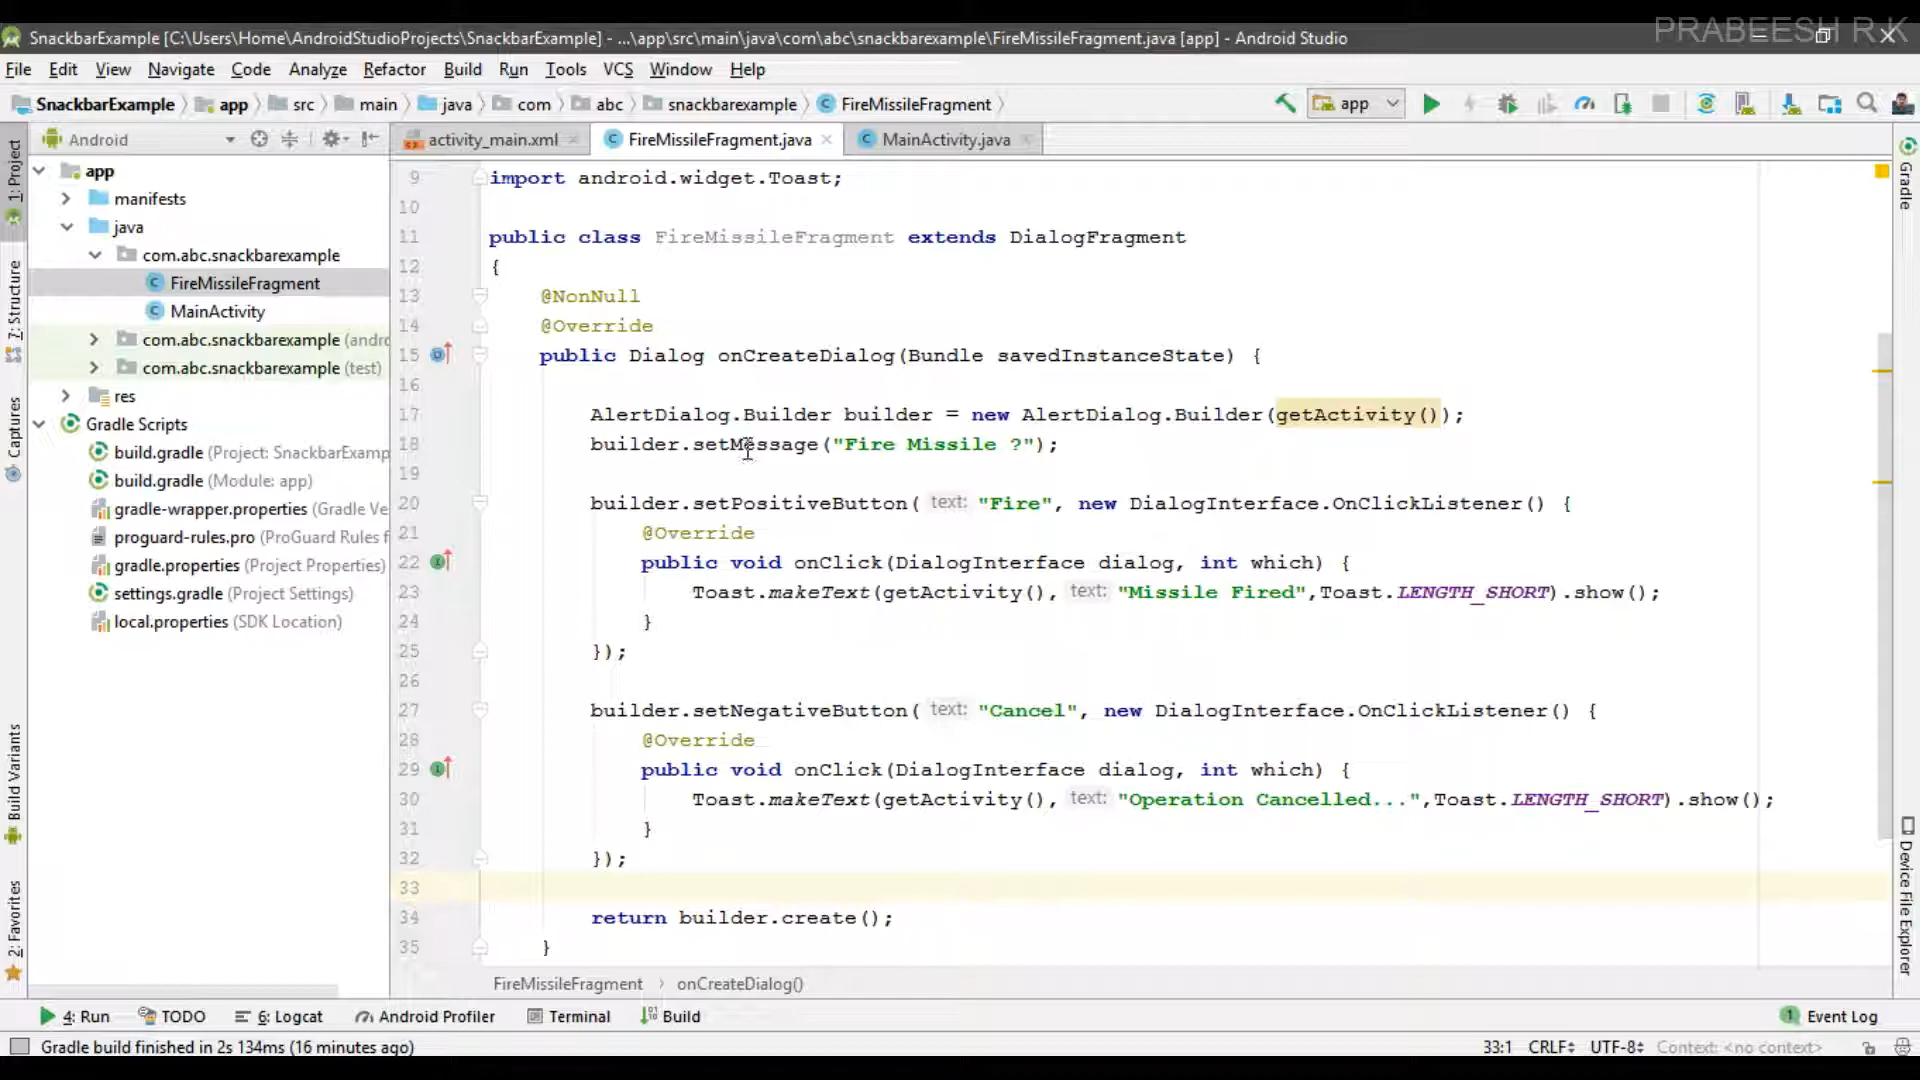 PRABEESH R K
SnackbarExample [C:\Users\Home\AndroidStudioProjects\SnackbarExample] - ...\app\src\main\java\com\abc\snackbarexample\FireMissileFragment.java [app] - Android Studio
File Edit View Navigate Code Analyze Refactor Build Run Tools VCS Window Help
SnackbarExample app src main java com abc snackbarexample FireMissileFragment app
Android activity_main.xml FireMissileFragment.java MainActivity.java
1: Project
7: Structure
Captures
Build Variants
2: Favorites
app
manifests
java
com.abc.snackbarexample
FireMissileFragment
MainActivity
com.abc.snackbarexample (andro
com.abc.snackbarexample (test)
res
Gradle Scripts
build.gradle (Project: SnackbarExamp
build.gradle (Module: app)
gradle-wrapper.properties (Gradle Ve
proguard-rules.pro (ProGuard Rules f
gradle.properties (Project Properties)
settings.gradle (Project Settings)
local.properties (SDK Location)
9 import android.widget.Toast;
10
11 public class FireMissileFragment extends DialogFragment
12 {
13 @NonNull
14 @Override
15 public Dialog onCreateDialog(Bundle savedInstanceState) {
16
17 AlertDialog.Builder builder = new AlertDialog.Builder(getActivity());
18 builder.setMessage("Fire Missile ?");
19
20 builder.setPositiveButton( text: "Fire", new DialogInterface.OnClickListener() {
21 @Override
22 public void onClick(DialogInterface dialog, int which) {
23 Toast.makeText(getActivity(), text: "Missile Fired",Toast.LENGTH_SHORT).show();
24 }
25 });
26
27 builder.setNegativeButton( text: "Cancel", new DialogInterface.OnClickListener() {
28 @Override
29 public void onClick(DialogInterface dialog, int which) {
30 Toast.makeText(getActivity(), text: "Operation Cancelled...",Toast.LENGTH_SHORT).show();
31 }
32 });
33
34 return builder.create();
35 }
FireMissileFragment onCreateDialog()
Gradle
Device File Explorer
4: Run TODO 6: Logcat Android Profiler Terminal Build 1 Event Log
Gradle build finished in 2s 134ms (16 minutes ago) 33:1 CRLF UTF-8 Context: <no context>